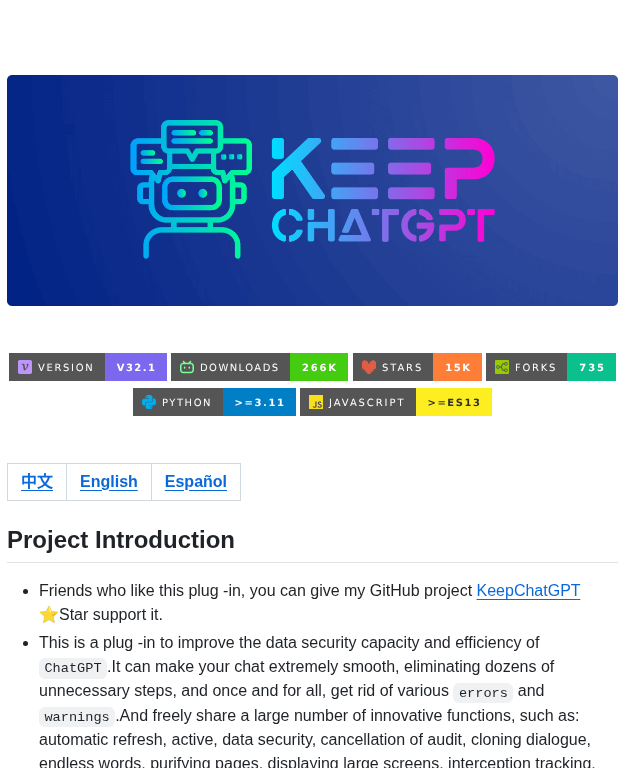 KEEP
CHATGPT
VERSION V32.1 DOWNLOADS 266K STARS 15K FORKS 735
PYTHON >=3.11 JS JAVASCRIPT >=ES13
中文 English Español
Project Introduction
Friends who like this plug -in, you can give my GitHub project KeepChatGPT
⭐Star support it.
This is a plug -in to improve the data security capacity and efficiency of
ChatGPT.It can make your chat extremely smooth, eliminating dozens of
unnecessary steps, and once and for all, get rid of various errors and
warnings.And freely share a large number of innovative functions, such as:
automatic refresh, active, data security, cancellation of audit, cloning dialogue,
endless words, purifying pages, displaying large screens, interception tracking,